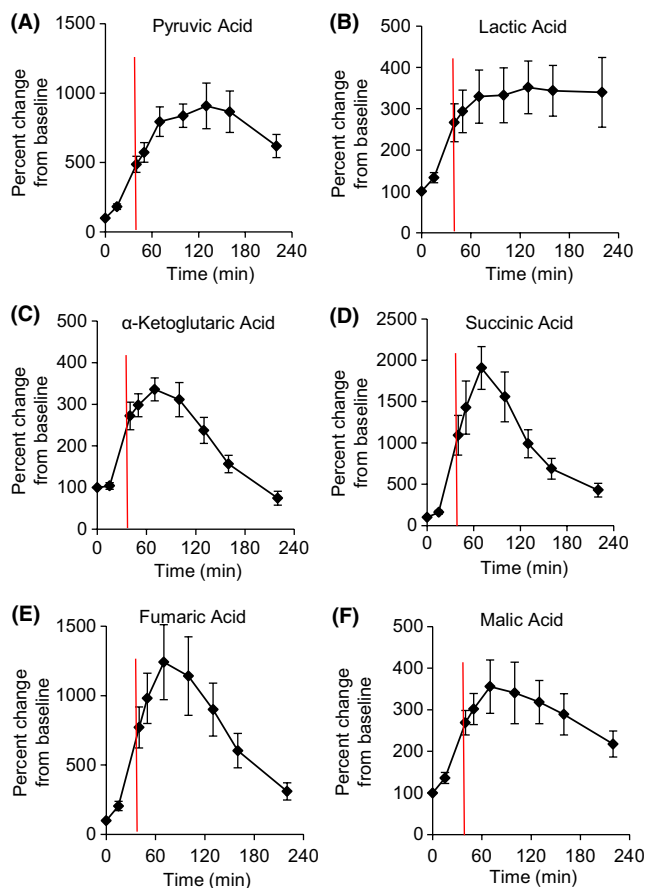 (A) Pyruvic Acid
Percent change
from baseline
1500
1000
500
0
0 60 120 180 240
Time (min)
(B) Lactic Acid
Percent change
from baseline
500
400
300
200
100
0
0 60 120 180 240
Time (min)
(C) α-Ketoglutaric Acid
Percent change
from baseline
500
400
300
200
100
0
0 60 120 180 240
Time (min)
(D) Succinic Acid
Percent change
from baseline
2500
2000
1500
1000
500
0
0 60 120 180 240
Time (min)
(E) Fumaric Acid
Percent change
from baseline
1500
1000
500
0
0 60 120 180 240
Time (min)
(F) Malic Acid
Percent change
from baseline
500
400
300
200
100
0
0 60 120 180 240
Time (min)